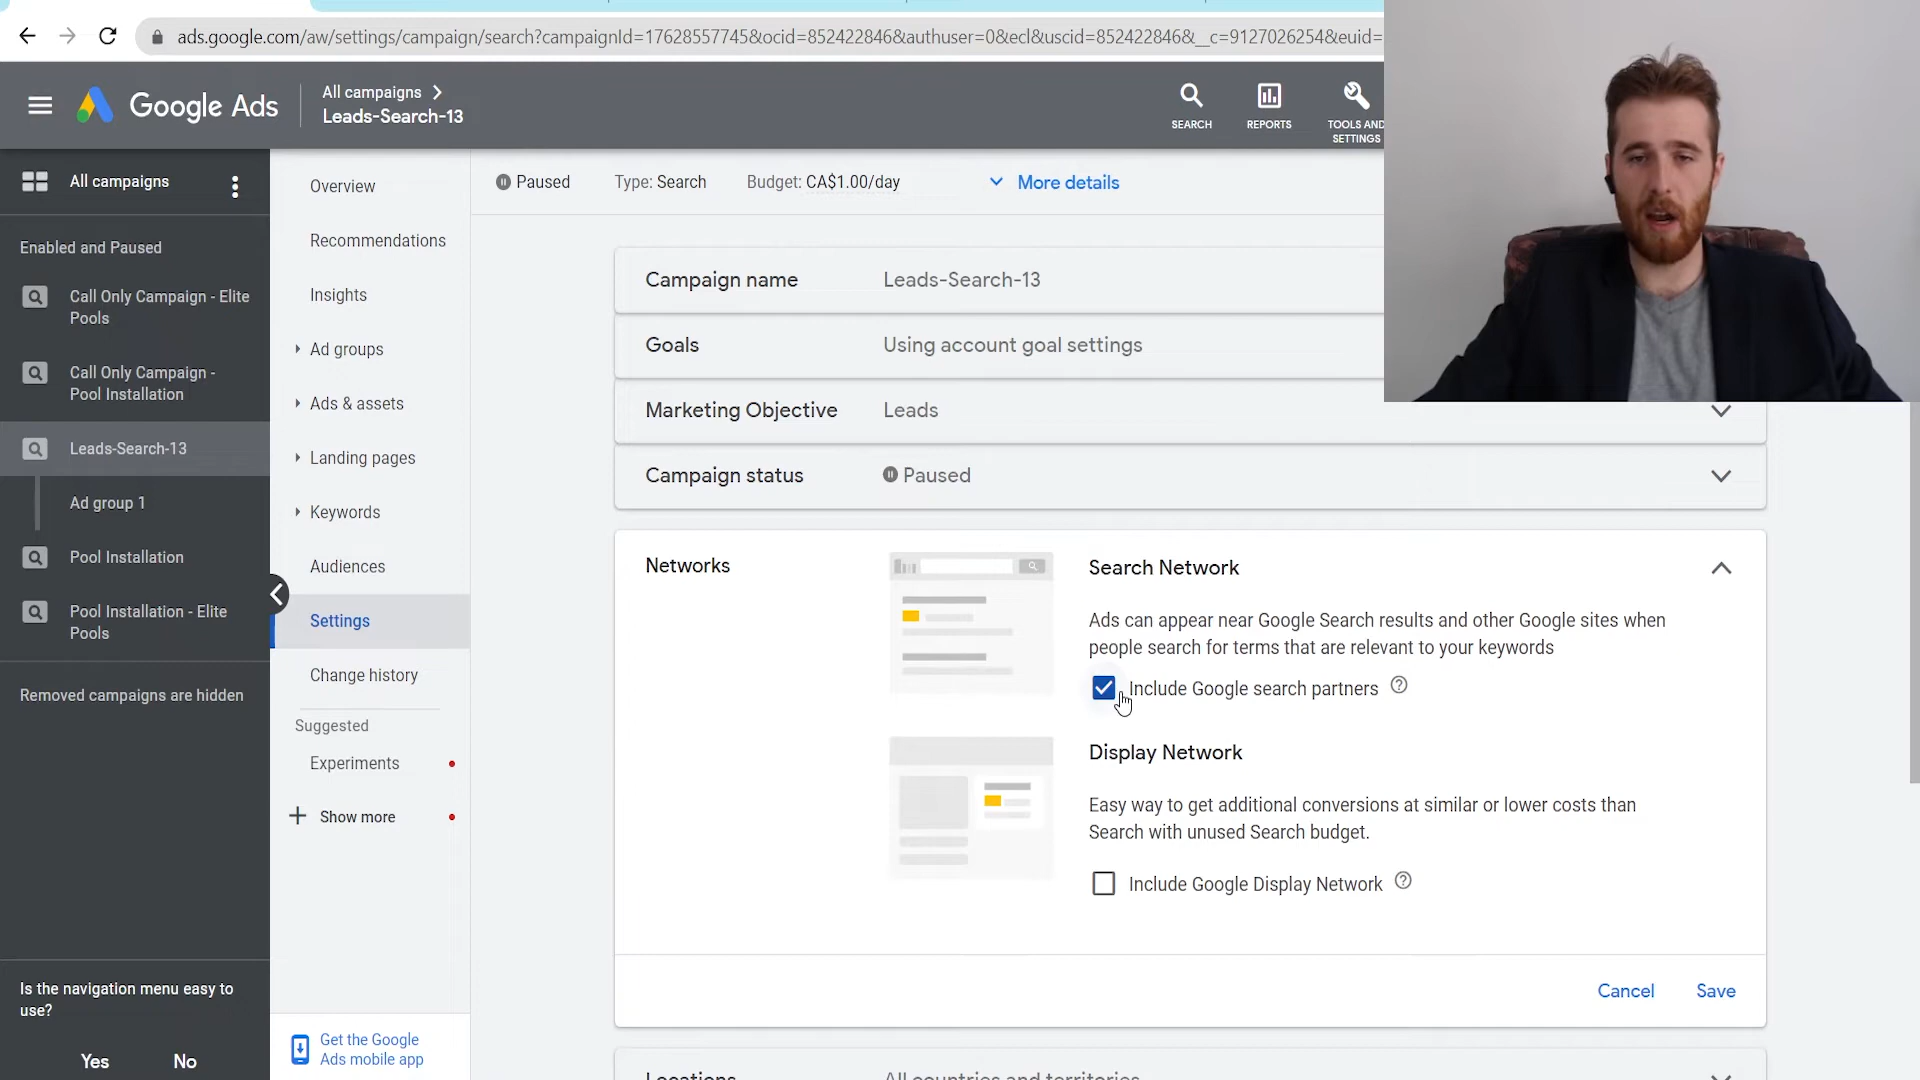 ads.google.com/aw/settings/campaign/search?campaignId=17628557745&ocid=852422846&authuser=0&ecl&uscid=852422846&__c=9127026254&euid=
Google Ads
All campaigns
Leads-Search-13
SEARCH
REPORTS
TOOLS AND
SETTINGS
All campaigns
Enabled and Paused
Call Only Campaign - Elite
Pools
Call Only Campaign -
Pool Installation
Leads-Search-13
Ad group 1
Pool Installation
Pool Installation - Elite
Pools
Removed campaigns are hidden
Is the navigation menu easy to
use?
Yes No
Overview
Recommendations
Insights
Ad groups
Ads & assets
Landing pages
Keywords
Audiences
Settings
Change history
Suggested
Experiments
Show more
Get the Google
Ads mobile app
Paused Type: Search Budget: CA$1.00/day More details
Campaign name Leads-Search-13
Goals Using account goal settings
Marketing Objective Leads
Campaign status Paused
Networks
Search Network
Ads can appear near Google Search results and other Google sites when
people search for terms that are relevant to your keywords
Include Google search partners
Display Network
Easy way to get additional conversions at similar or lower costs than
Search with unused Search budget.
Include Google Display Network
Cancel Save
Locations All countries and territories